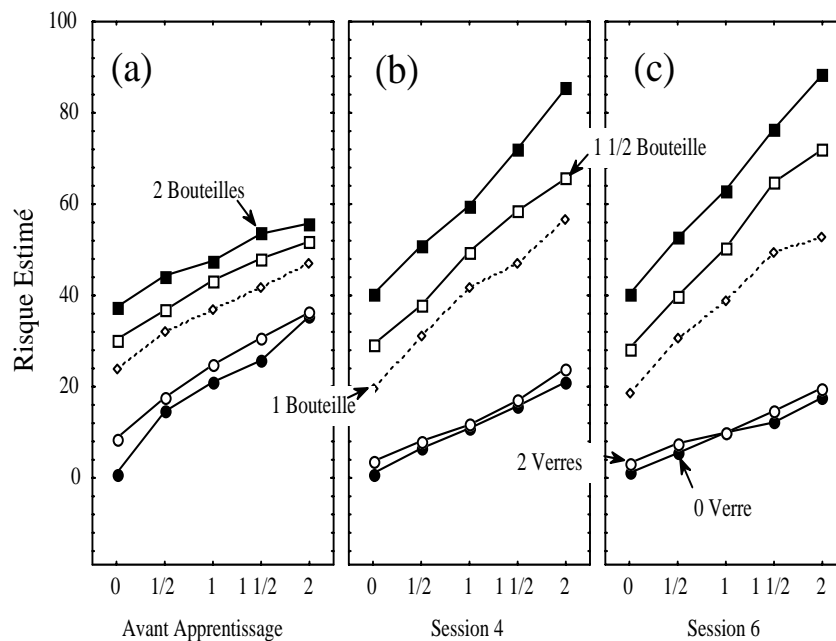 100
80
60
40
20
0
Risque Estimé
(a)
(b)
(c)
2 Bouteilles
1 1/2 Bouteille
1 Bouteille
2 Verres
0 Verre
0 1/2 1 1 1/2 2
0 1/2 1 1 1/2 2
0 1/2 1 1 1/2 2
Avant Apprentissage
Session 4
Session 6